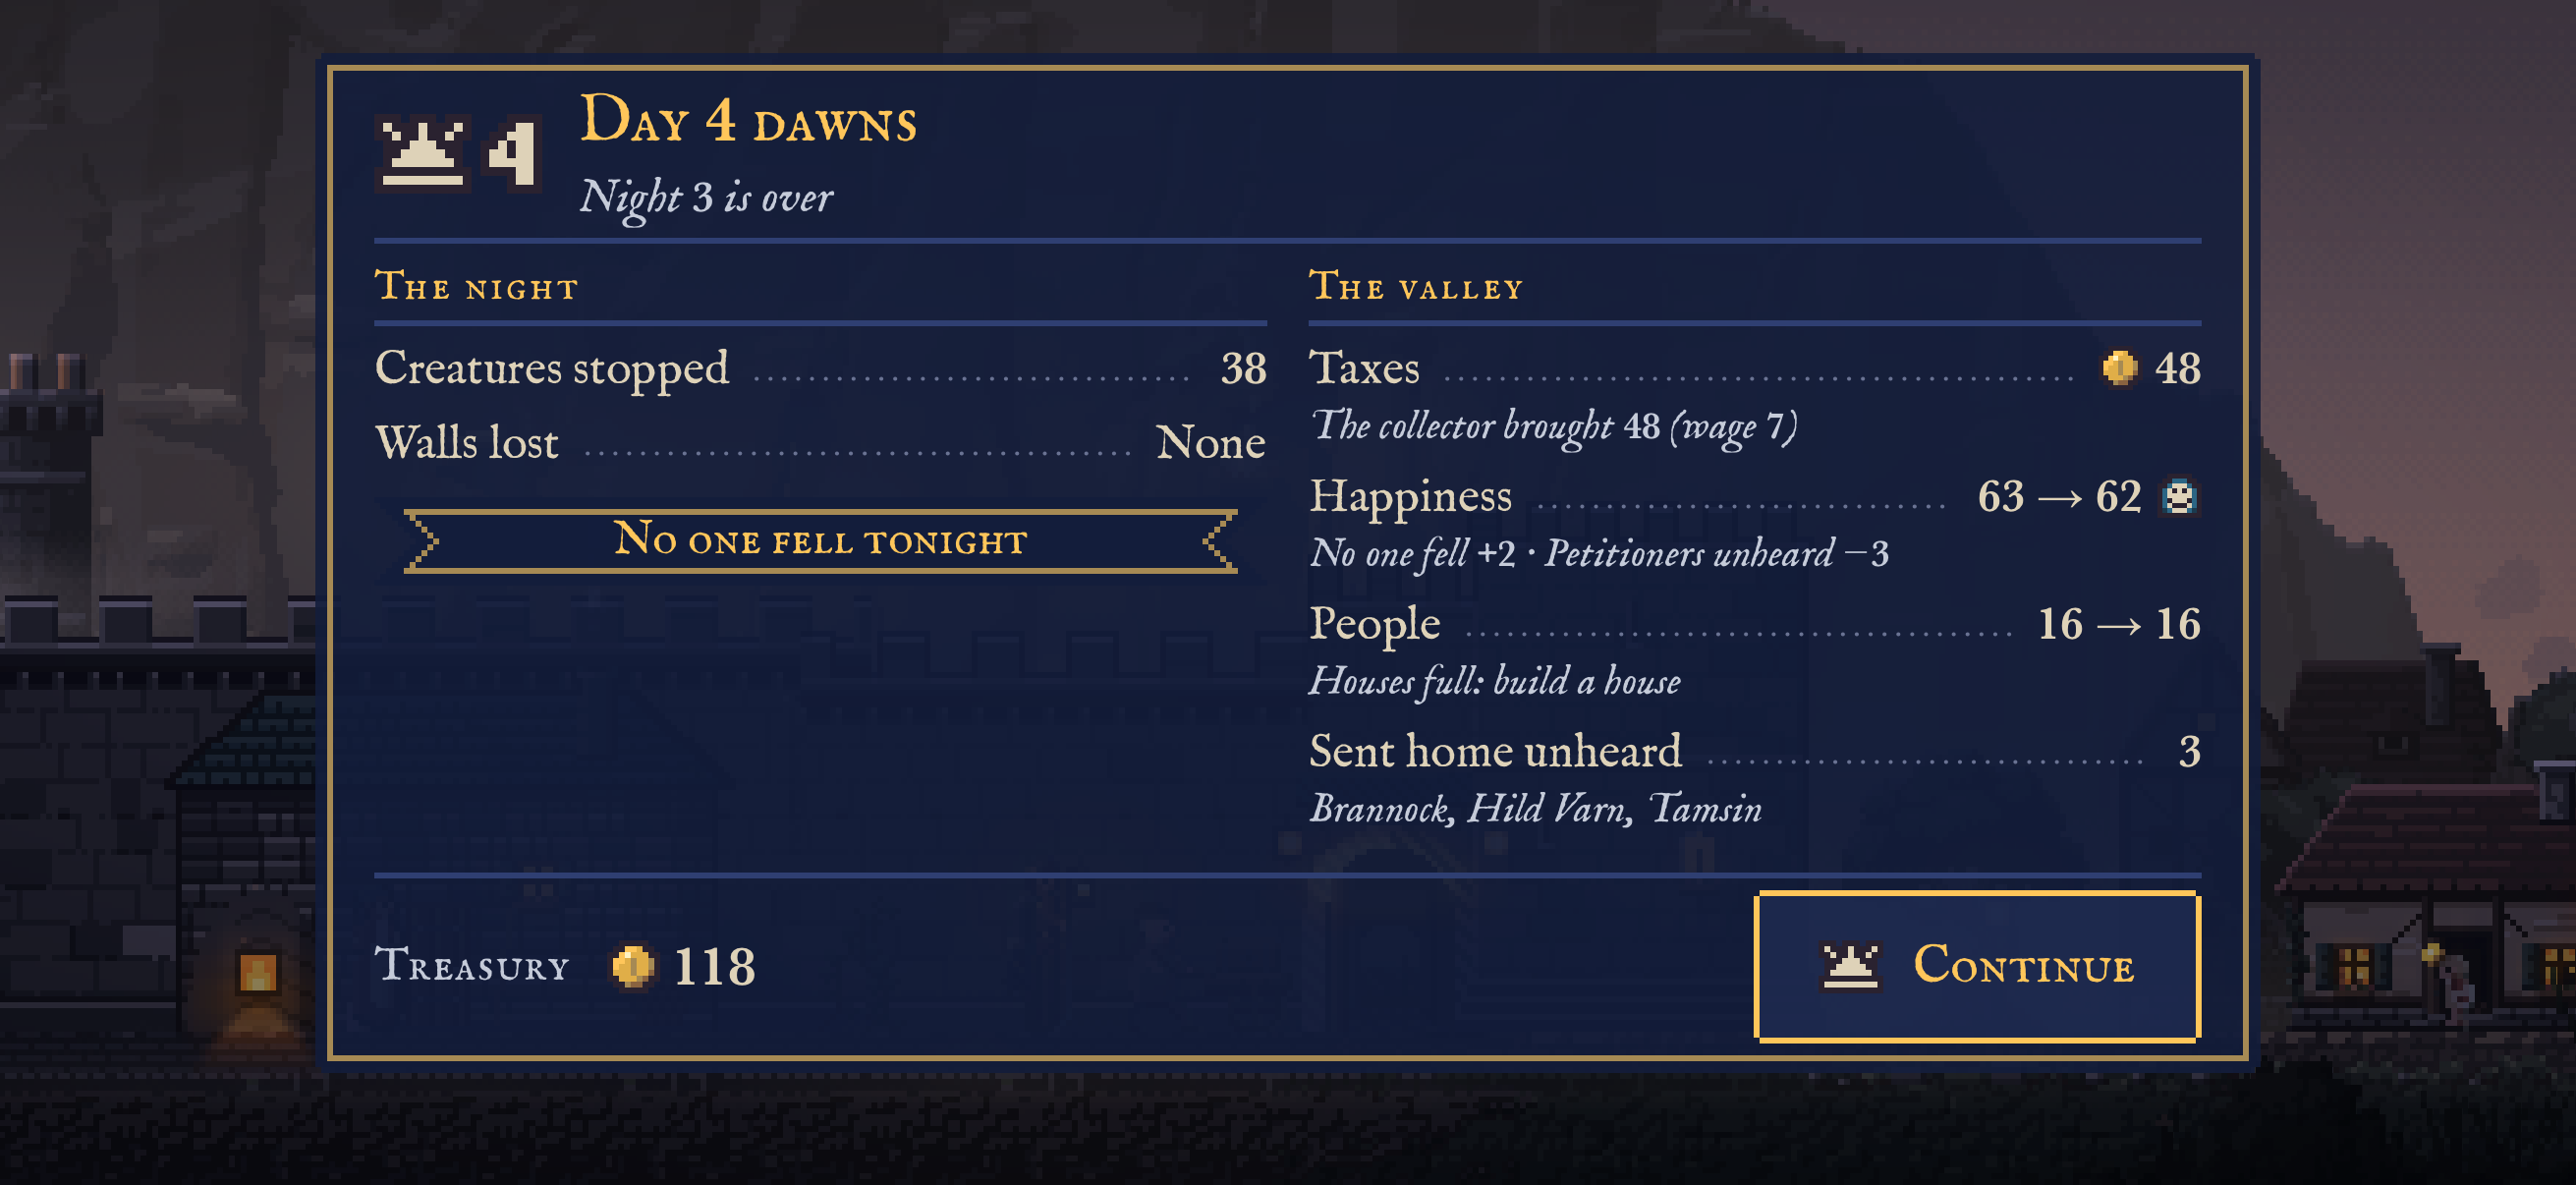 4
Day 4 dawns
Night 3 is over
The night
Creatures stopped 38
Walls lost None
No one fell tonight
The valley
Taxes 48
The collector brought 48 (wage 7)
Happiness 63 → 62
No one fell +2 · Petitioners unheard −3
People 16 → 16
Houses full: build a house
Sent home unheard 3
Brannock, Hild Varn, Tamsin
Treasury 118
Continue